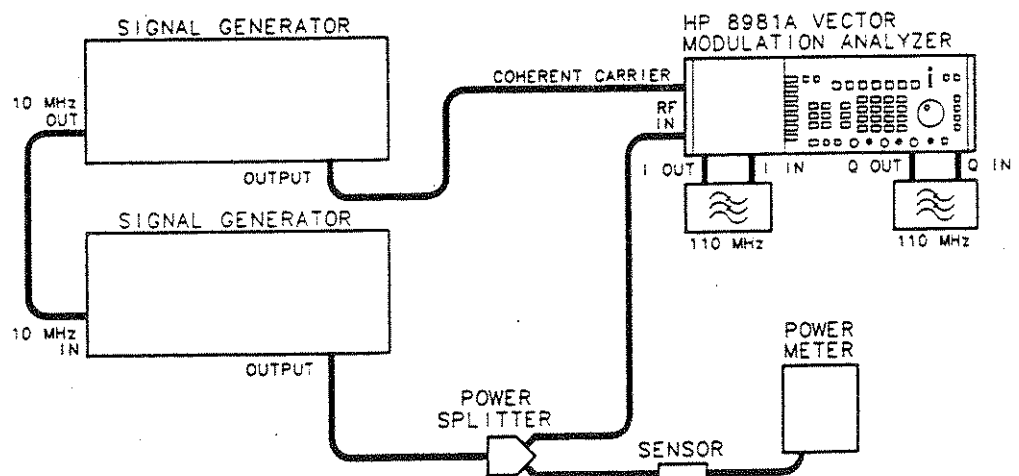 SIGNAL GENERATOR
HP 8981A VECTOR
MODULATION ANALYZER
COHERENT CARRIER
10 MHz
OUT
RF
IN
OUTPUT
I OUT
I IN
Q OUT
Q IN
SIGNAL GENERATOR
110 MHz
110 MHz
10 MHz
IN
OUTPUT
POWER
METER
POWER
SPLITTER
SENSOR